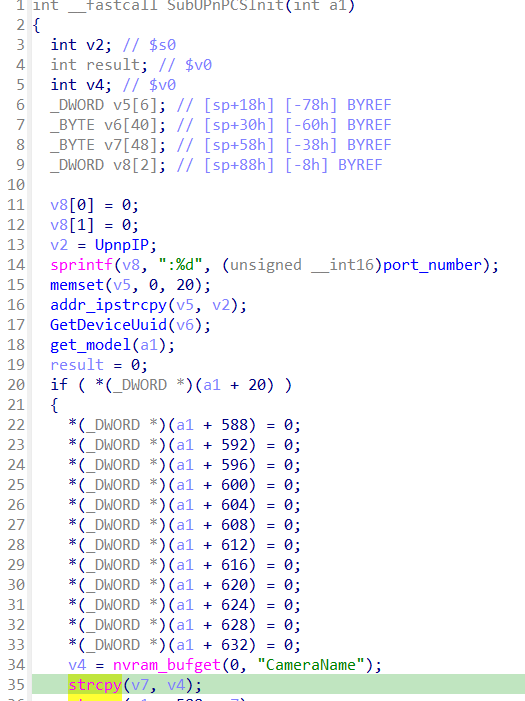 1 int __fastcall SubUPnPCSInit(int a1)
2 {
3 int v2; // $s0
4 int result; // $v0
5 int v4; // $v0
6 _DWORD v5[6]; // [sp+18h] [-78h] BYREF
7 _BYTE v6[40]; // [sp+30h] [-60h] BYREF
8 _BYTE v7[48]; // [sp+58h] [-38h] BYREF
9 _DWORD v8[2]; // [sp+88h] [-8h] BYREF
10
11 v8[0] = 0;
12 v8[1] = 0;
13 v2 = UpnpIP;
14 sprintf(v8, ":%d", (unsigned __int16)port_number);
15 memset(v5, 0, 20);
16 addr_ipstrcpy(v5, v2);
17 GetDeviceUuid(v6);
18 get_model(a1);
19 result = 0;
20 if ( *(_DWORD *)(a1 + 20) )
21 {
22 *(_DWORD *)(a1 + 588) = 0;
23 *(_DWORD *)(a1 + 592) = 0;
24 *(_DWORD *)(a1 + 596) = 0;
25 *(_DWORD *)(a1 + 600) = 0;
26 *(_DWORD *)(a1 + 604) = 0;
27 *(_DWORD *)(a1 + 608) = 0;
28 *(_DWORD *)(a1 + 612) = 0;
29 *(_DWORD *)(a1 + 616) = 0;
30 *(_DWORD *)(a1 + 620) = 0;
31 *(_DWORD *)(a1 + 624) = 0;
32 *(_DWORD *)(a1 + 628) = 0;
33 *(_DWORD *)(a1 + 632) = 0;
34 v4 = nvram_bufget(0, "CameraName");
35 strcpy(v7, v4);